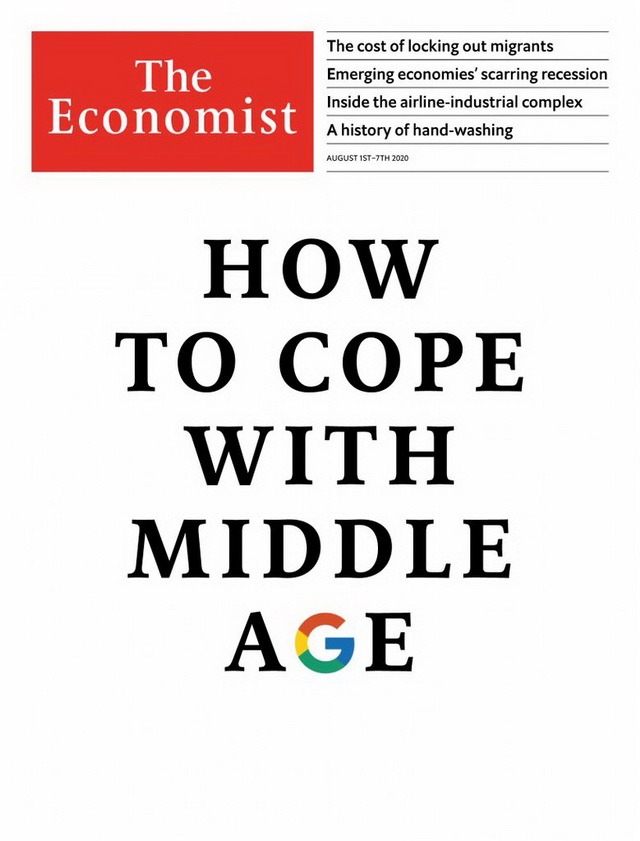 The
Economist
The cost of locking out migrants
Emerging economies' scarring recession
Inside the airline-industrial complex
A history of hand-washing
AUGUST 1ST–7TH 2020
HOW
TO COPE
WITH
MIDDLE
AGE